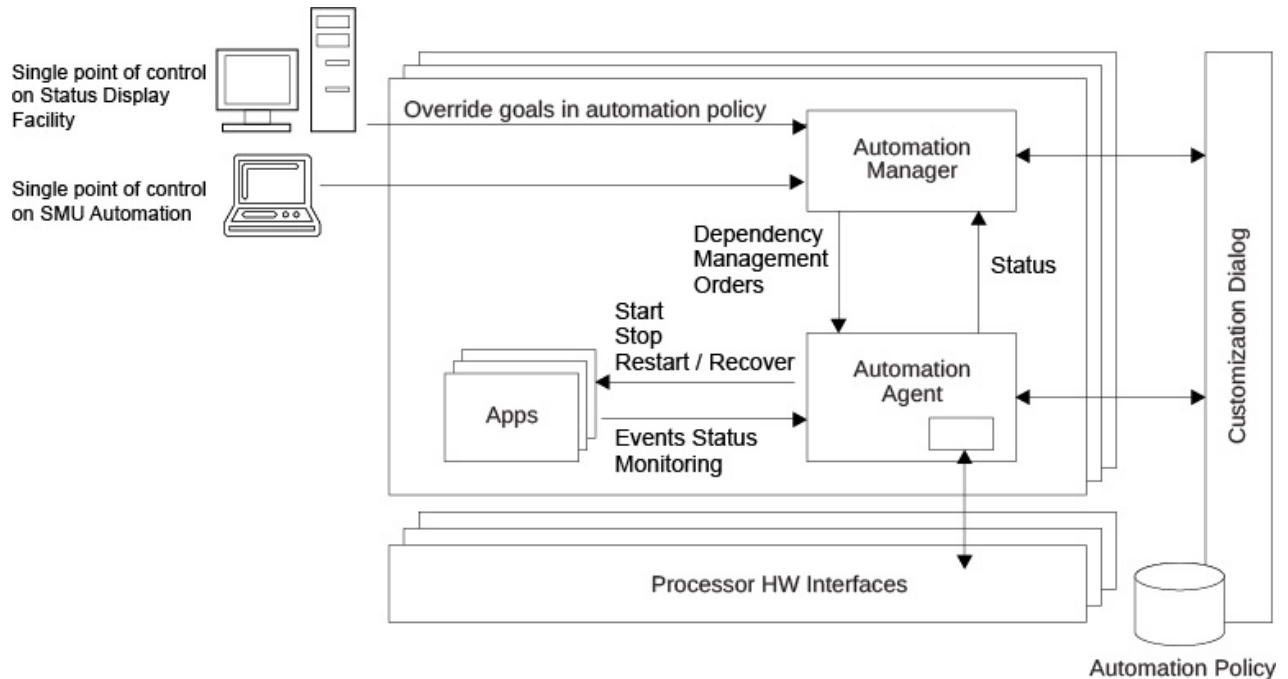 Single point of control
on Status Display
Facility
Override goals in automation policy
Automation
Manager
Single point of control
on SMU Automation
Dependency
Management
Orders
Status
Start
Stop
Restart / Recover
Automation
Agent
Apps
Events Status
Monitoring
Customization Dialog
Processor HW Interfaces
Automation Policy